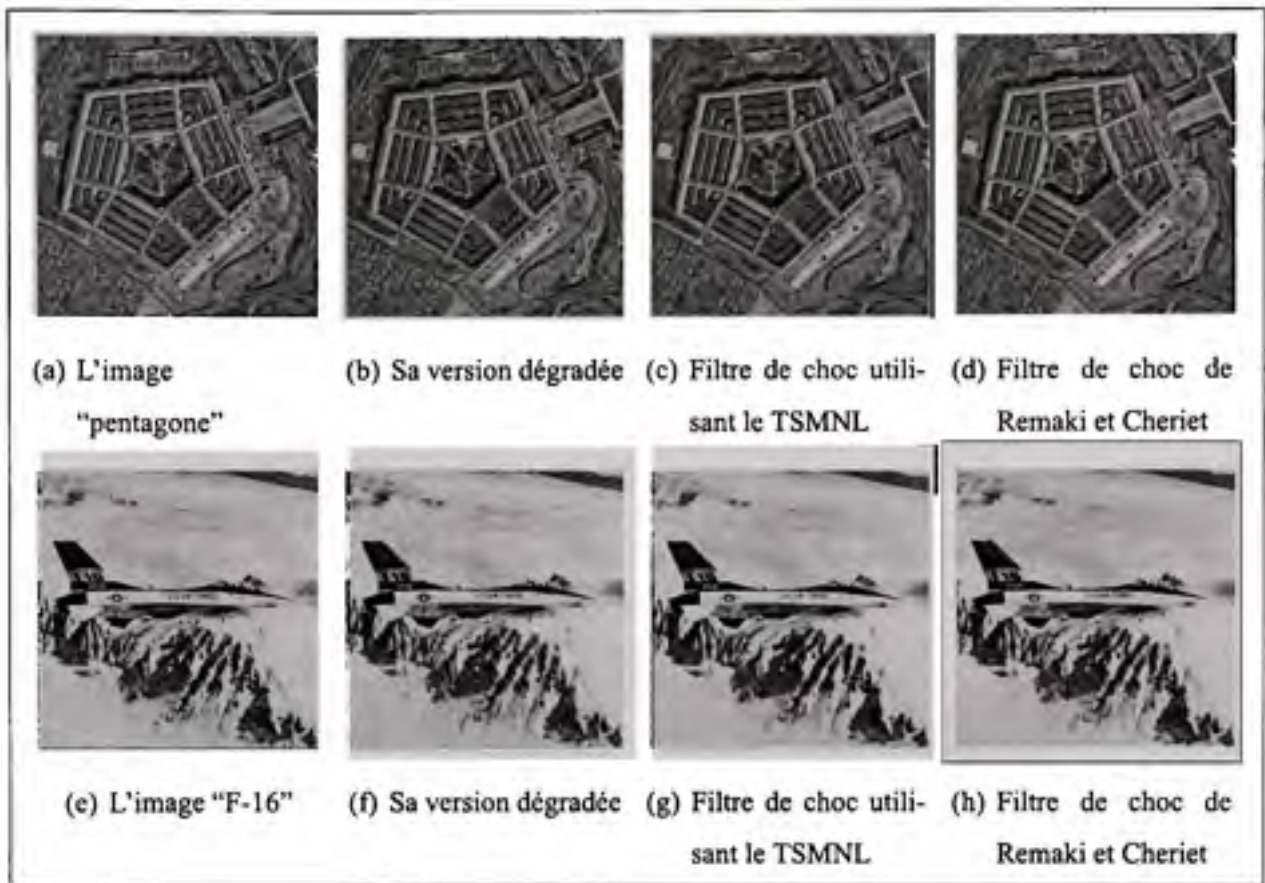 (a) L'image (b) Sa version dégradée (c) Filtre de choc utili- (d) Filtre de choc de
"pentagone" sant le TSMNL Remaki et Cheriet
(e) L'image "F-16" (f) Sa version dégradée (g) Filtre de choc utili- (h) Filtre de choc de
sant le TSMNL Remaki et Cheriet